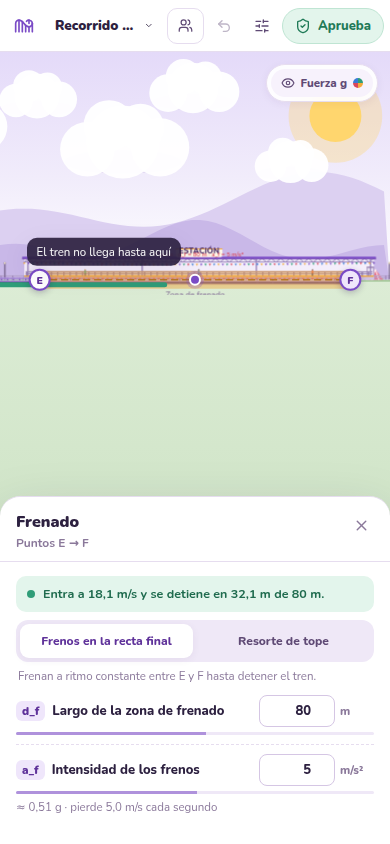 Recorrido ...
Aprueba
Fuerza g
ESTACIÓN
El tren no llega hasta aquí
E
F
Zona de frenado
Frenado
Puntos E → F
Entra a 18,1 m/s y se detiene en 32,1 m de 80 m.
Frenos en la recta final
Resorte de tope
Frenan a ritmo constante entre E y F hasta detener el tren.
d_f Largo de la zona de frenado 80 m
a_f Intensidad de los frenos 5 m/s²
≈ 0,51 g · pierde 5,0 m/s cada segundo